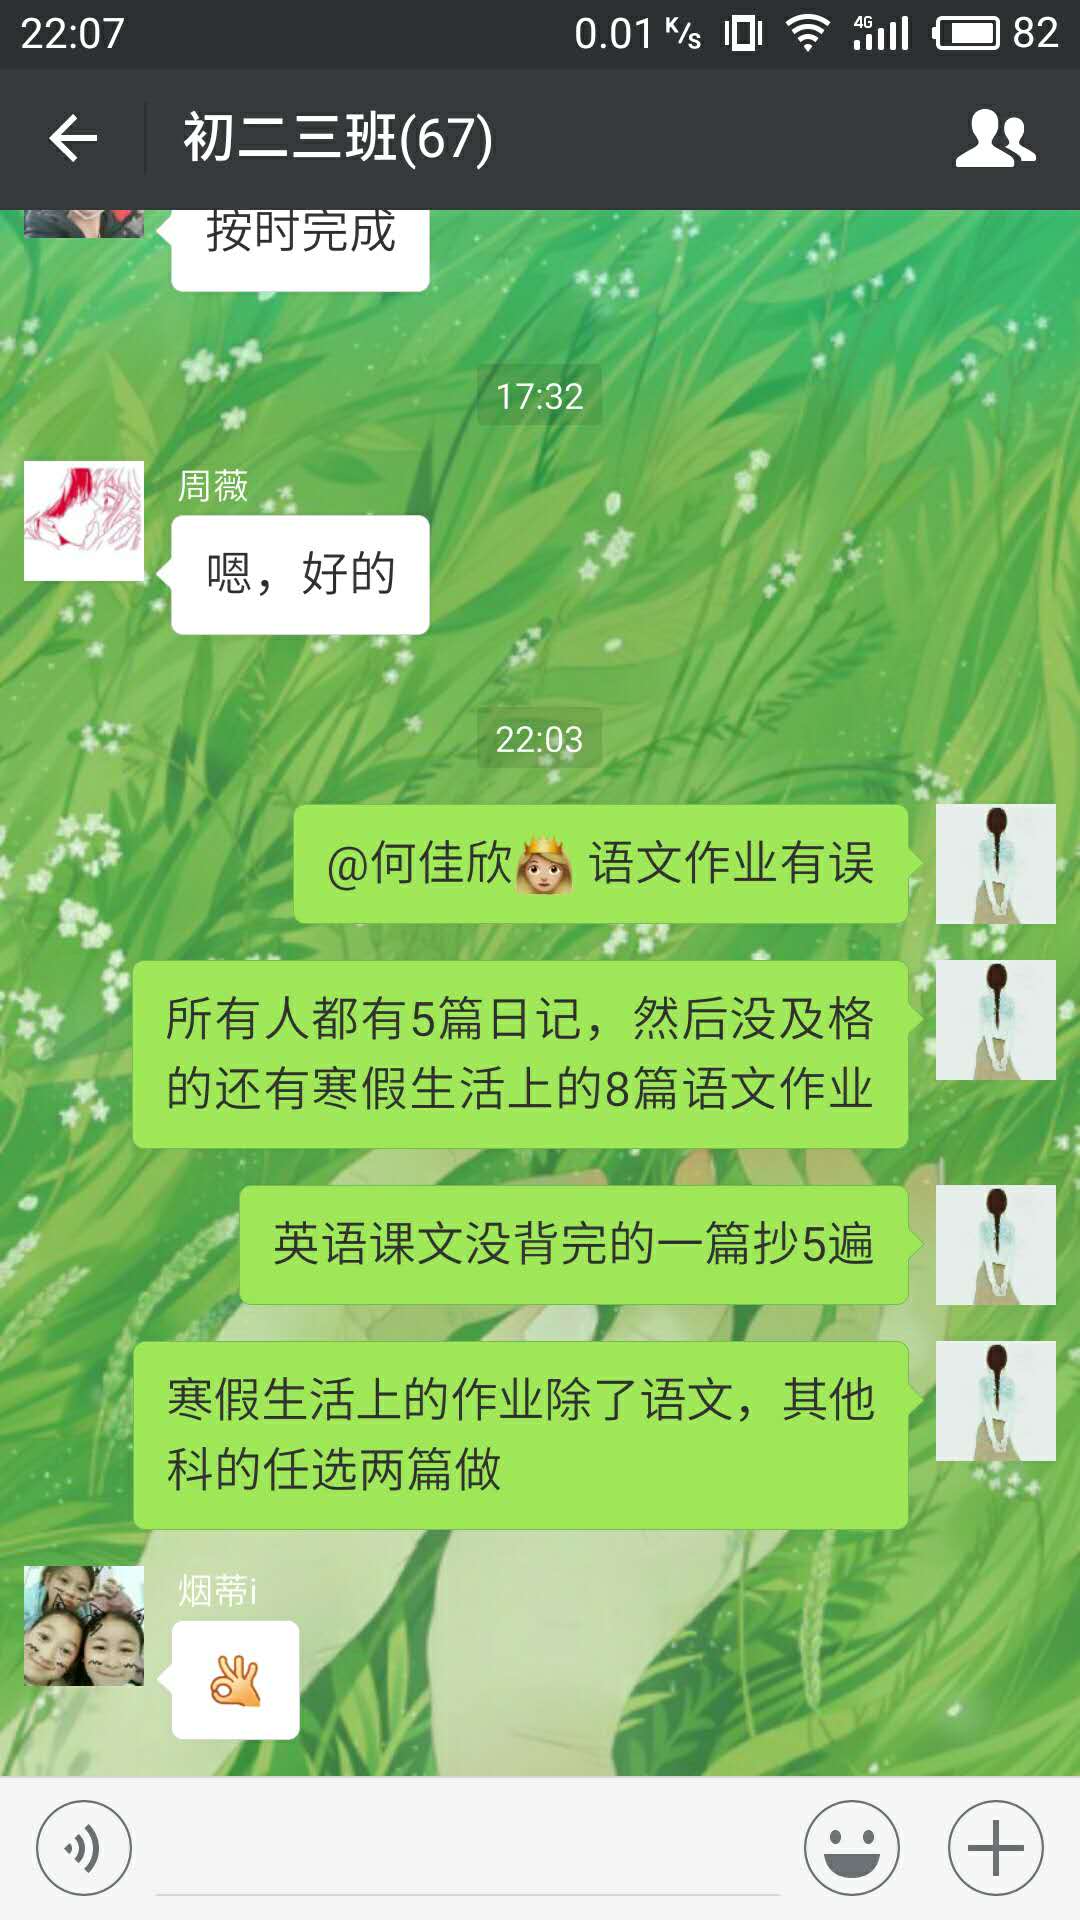 22:07
0.01 K/s
4G
82
初二三班(67)
按时完成
17:32
周薇
嗯，好的
22:03
@何佳欣👸 语文作业有误
所有人都有5篇日记，然后没及格
的还有寒假生活上的8篇语文作业
英语课文没背完的一篇抄5遍
寒假生活上的作业除了语文，其他
科的任选两篇做
烟蒂i
👌